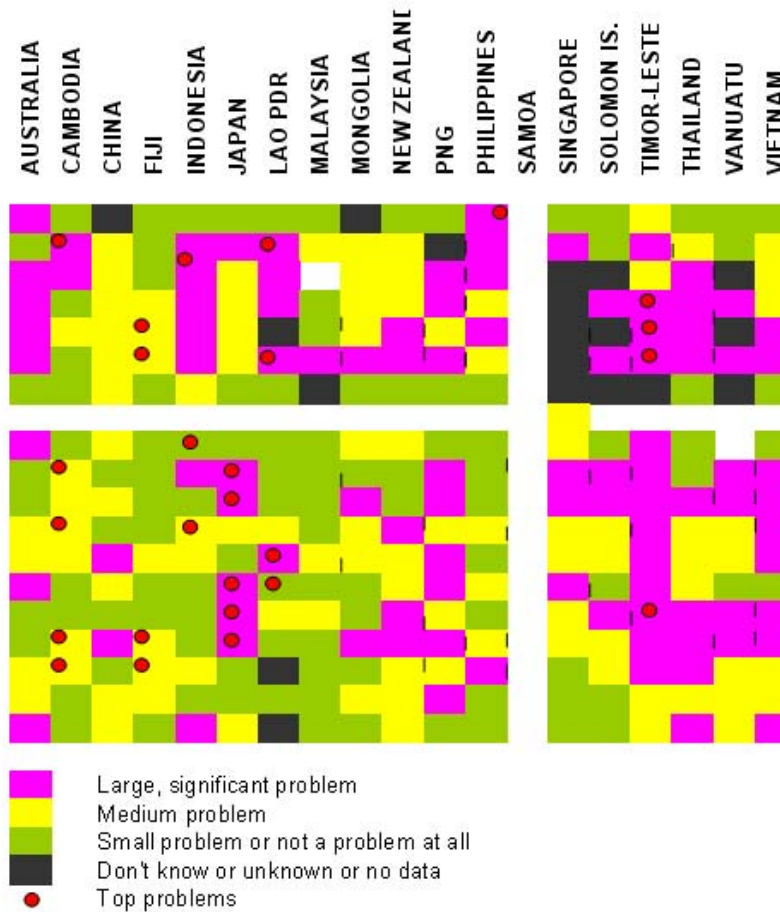 AUSTRALIA
CAMBODIA
CHINA
FIJI
INDONESIA
JAPAN
LAO PDR
MALAYSIA
MONGOLIA
NEW ZEALAND
PNG
PHILIPPINES
SAMOA
SINGAPORE
SOLOMON IS.
TIMOR-LESTE
THAILAND
VANUATU
VIETNAM
Large, significant problem
Medium problem
Small problem or not a problem at all
Don't know or unknown or no data
Top problems